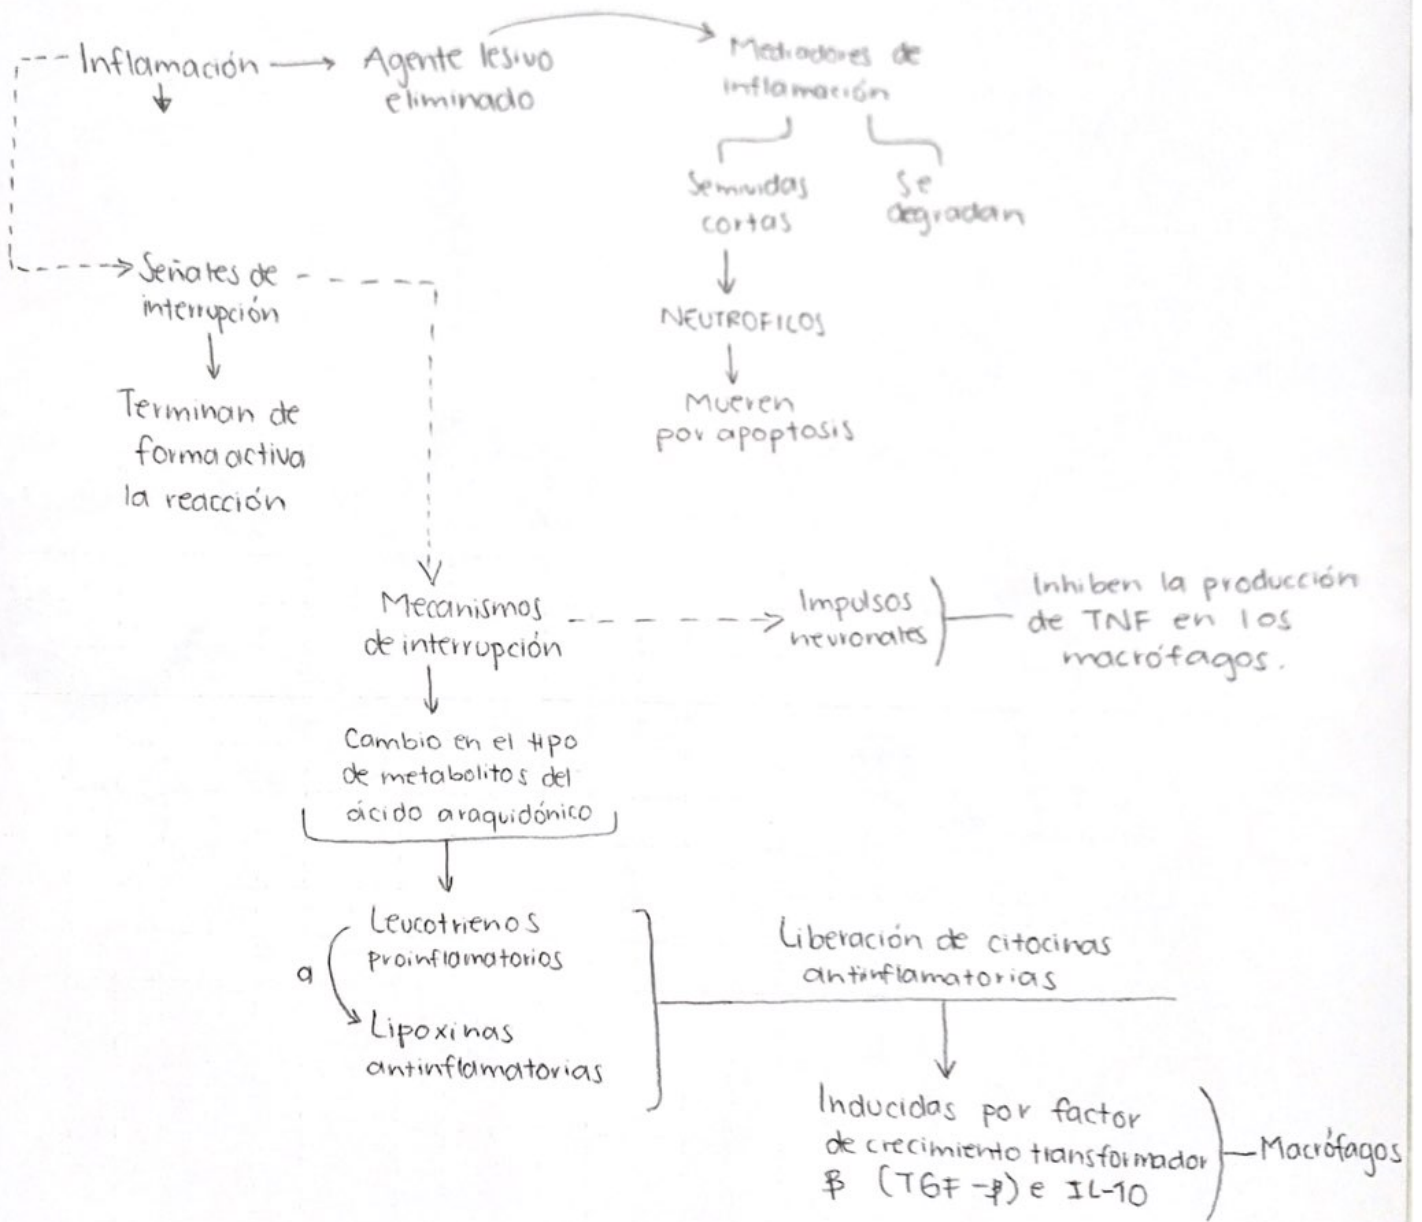 Inflamación
Agente lesivo
eliminado
Mediadores de
inflamación
Semividas
cortas
Se
degradan
NEUTROFILOS
Mueren
por apoptosis
Señales de
interrupción
Terminan de
forma activa
la reacción
Mecanismos
de interrupción
Impulsos
neuronales
Inhiben la producción
de TNF en los
macrófagos.
Cambio en el tipo
de metabolitos del
ácido araquidónico
Leucotrienos
proinflamatorios
a
Lipoxinas
antinflamatorias
Liberación de citocinas
antinflamatorias
Inducidas por factor
de crecimiento transformador
β (TGF-β) e IL-10
Macrófagos